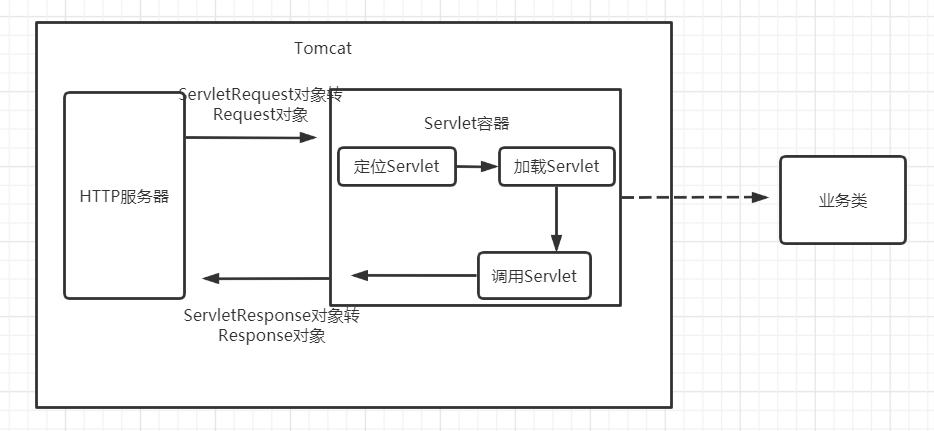 Tomcat
ServletRequest对象转
Request对象
Servlet容器
定位Servlet
加载Servlet
HTTP服务器
业务类
调用Servlet
ServletResponse对象转
Response对象